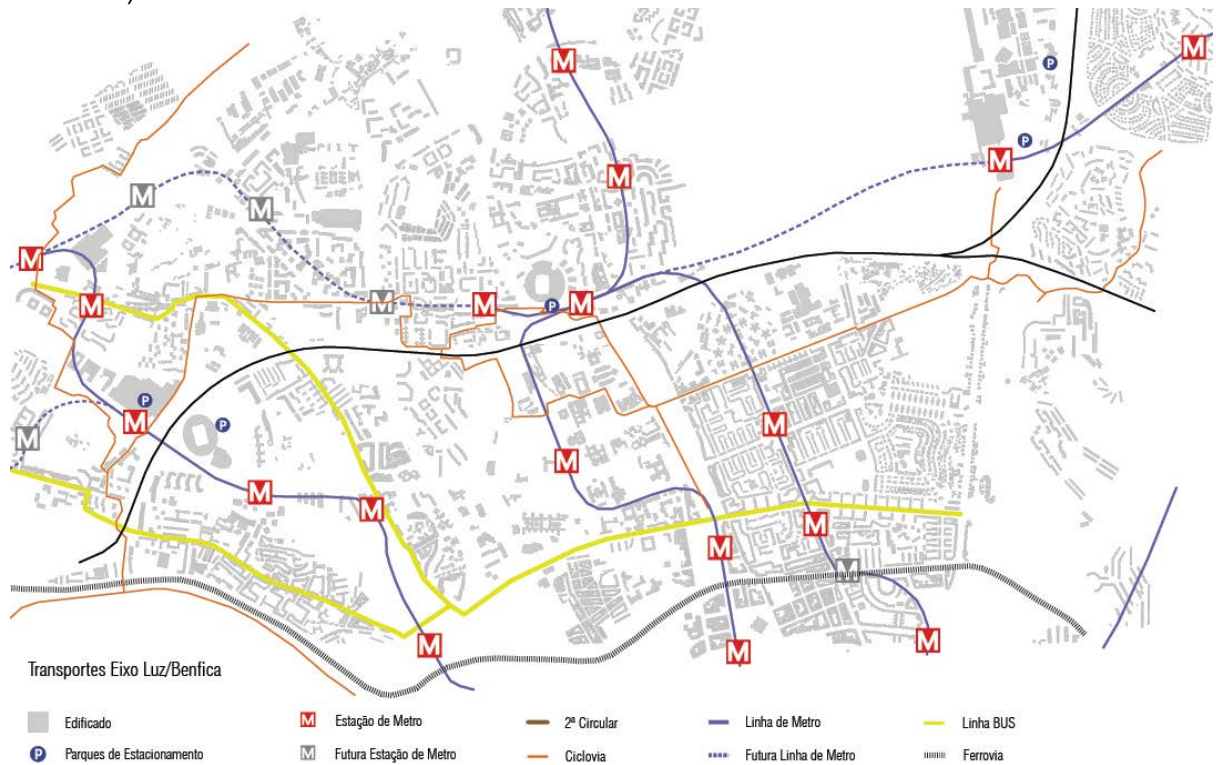 M
M
P
M
P
M
M
M
M
M
M
M
M
P
M
P
M
P
M
M
M
M
M
M
M
M
M
M
M
M
Transportes Eixo Luz/Benfica
Edificado
M Estação de Metro
2ª Circular
Linha de Metro
Linha BUS
P Parques de Estacionamento
M Futura Estação de Metro
Ciclovia
Futura Linha de Metro
Ferrovia